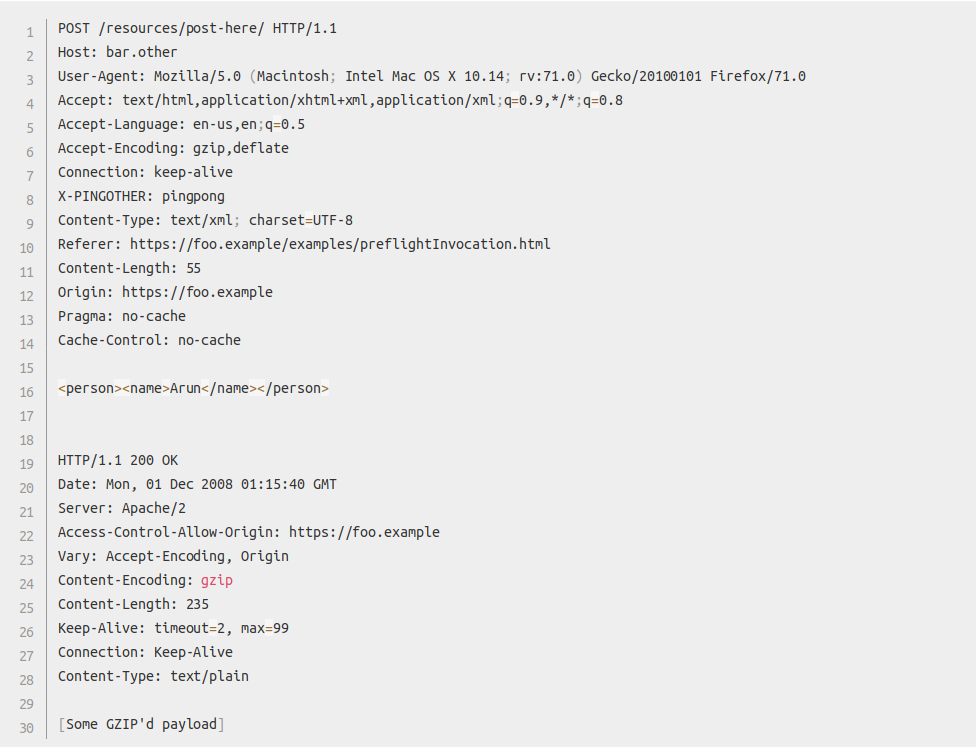 1 POST /resources/post-here/ HTTP/1.1
2 Host: bar.other
3 User-Agent: Mozilla/5.0 (Macintosh; Intel Mac OS X 10.14; rv:71.0) Gecko/20100101 Firefox/71.0
4 Accept: text/html,application/xhtml+xml,application/xml;q=0.9,*/*;q=0.8
5 Accept-Language: en-us,en;q=0.5
6 Accept-Encoding: gzip,deflate
7 Connection: keep-alive
8 X-PINGOTHER: pingpong
9 Content-Type: text/xml; charset=UTF-8
10 Referer: https://foo.example/examples/preflightInvocation.html
11 Content-Length: 55
12 Origin: https://foo.example
13 Pragma: no-cache
14 Cache-Control: no-cache
15
16 <person><name>Arun</name></person>
17
18
19 HTTP/1.1 200 OK
20 Date: Mon, 01 Dec 2008 01:15:40 GMT
21 Server: Apache/2
22 Access-Control-Allow-Origin: https://foo.example
23 Vary: Accept-Encoding, Origin
24 Content-Encoding: gzip
25 Content-Length: 235
26 Keep-Alive: timeout=2, max=99
27 Connection: Keep-Alive
28 Content-Type: text/plain
29
30 [Some GZIP'd payload]